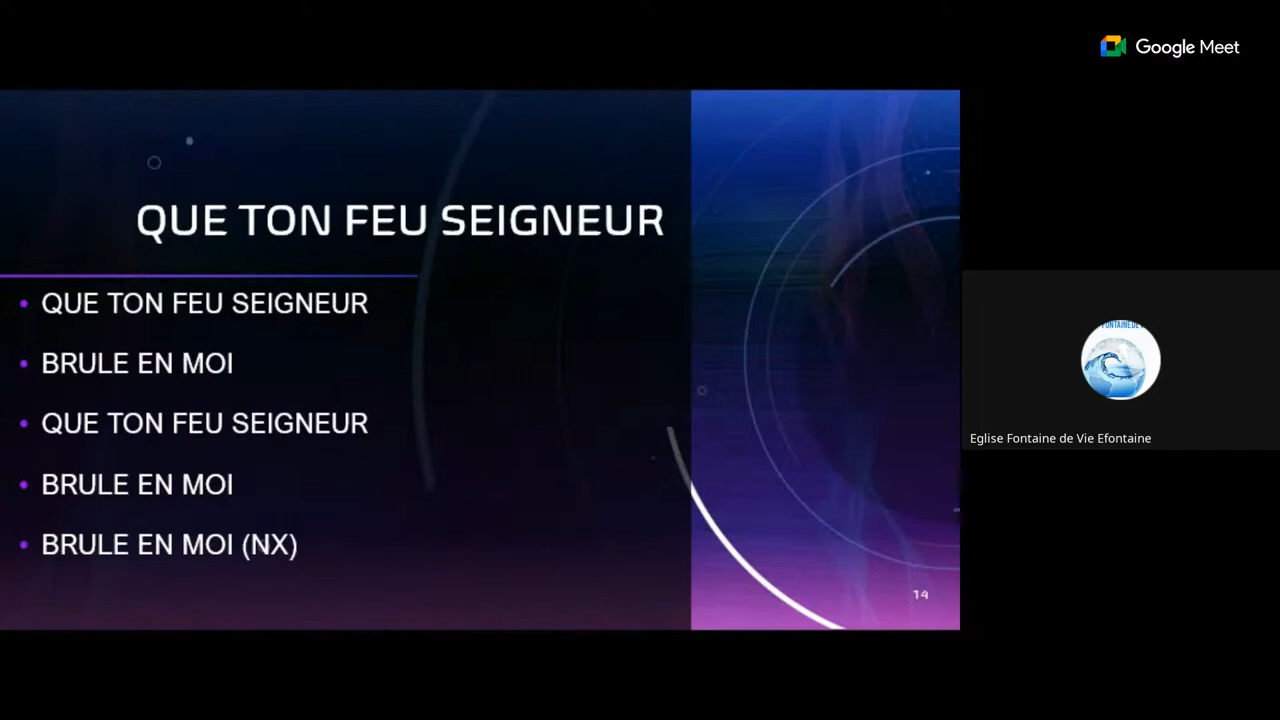 Google Meet
QUE TON FEU SEIGNEUR
• QUE TON FEU SEIGNEUR
• BRULE EN MOI
• QUE TON FEU SEIGNEUR
• BRULE EN MOI
• BRULE EN MOI (NX)
14
Eglise Fontaine de Vie Efontaine